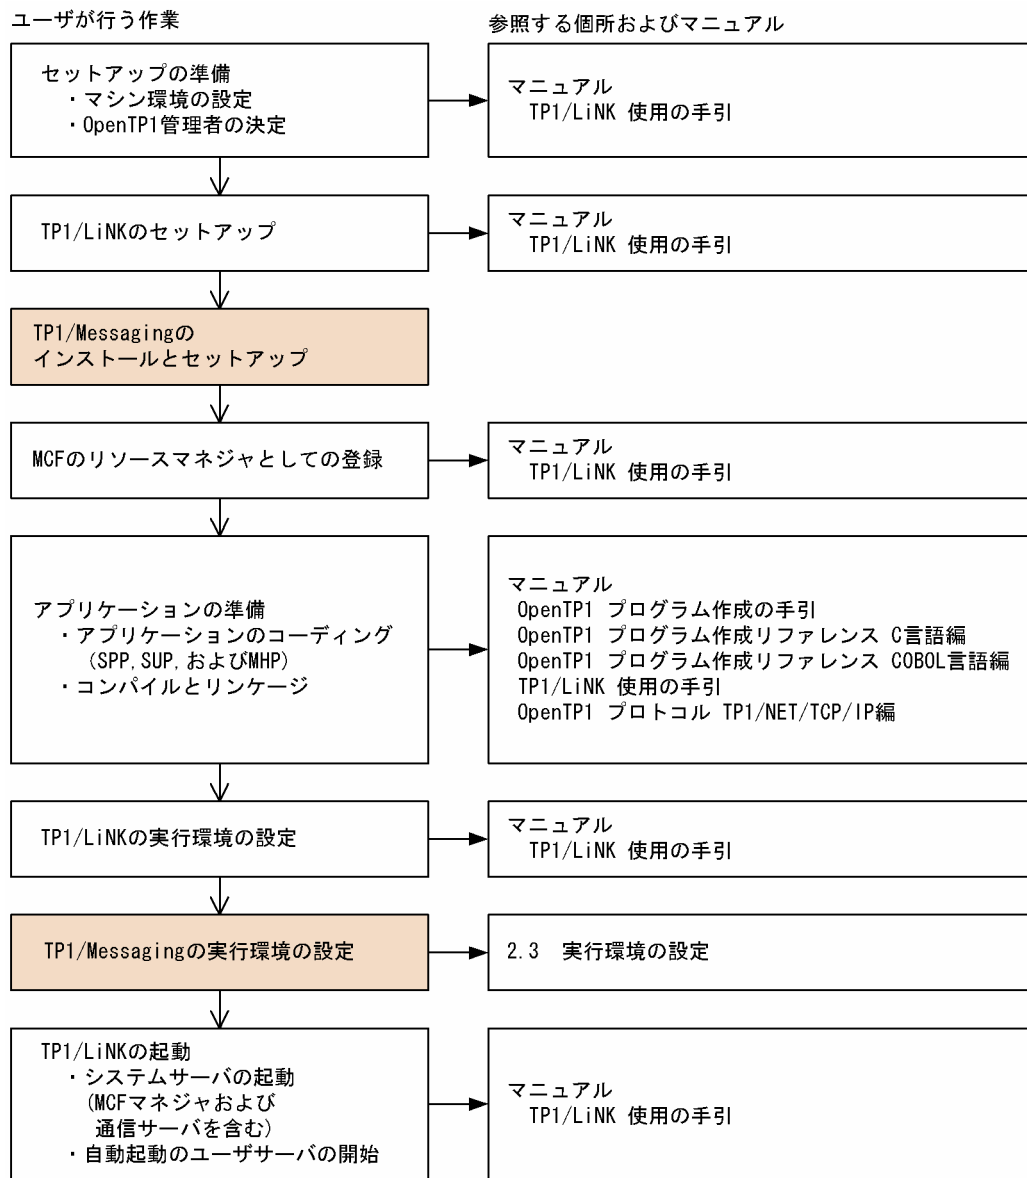 ユーザが行う作業
参照する個所およびマニュアル
セットアップの準備
・マシン環境の設定
・OpenTP1管理者の決定
マニュアル
TP1/LiNK 使用の手引
TP1/LiNKのセットアップ
マニュアル
TP1/LiNK 使用の手引
TP1/Messagingの
インストールとセットアップ
MCFのリソースマネジャとしての登録
マニュアル
TP1/LiNK 使用の手引
アプリケーションの準備
・アプリケーションのコーディング
(SPP,SUP,およびMHP)
・コンパイルとリンケージ
マニュアル
OpenTP1 プログラム作成の手引
OpenTP1 プログラム作成リファレンス C言語編
OpenTP1 プログラム作成リファレンス COBOL言語編
TP1/LiNK 使用の手引
OpenTP1 プロトコル TP1/NET/TCP/IP編
TP1/LiNKの実行環境の設定
マニュアル
TP1/LiNK 使用の手引
TP1/Messagingの実行環境の設定
2.3 実行環境の設定
TP1/LiNKの起動
・システムサーバの起動
(MCFマネジャおよび
通信サーバを含む)
・自動起動のユーザサーバの開始
マニュアル
TP1/LiNK 使用の手引